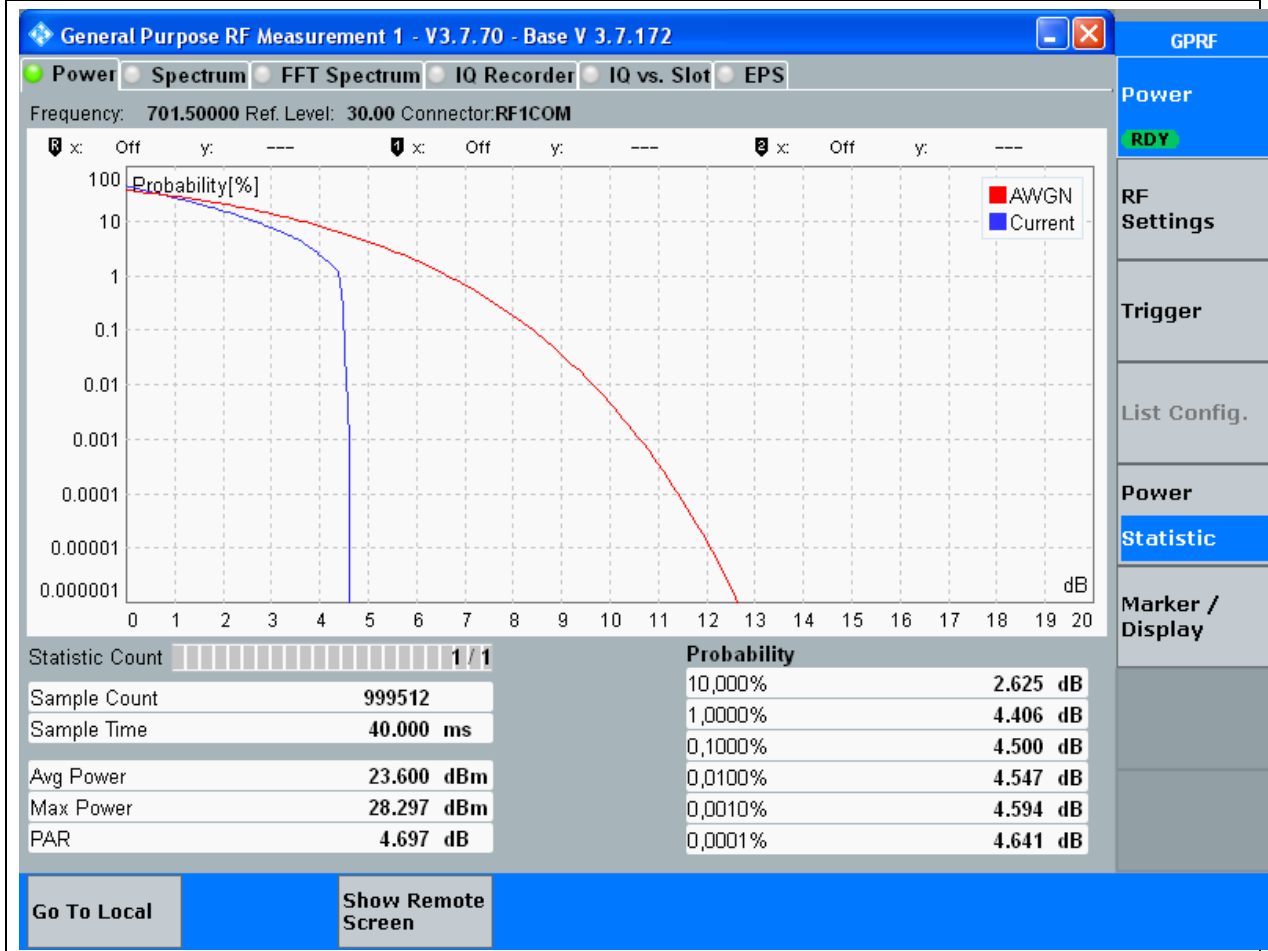 General Purpose RF Measurement 1 - V3.7.70 - Base V 3.7.172
Power Spectrum FFT Spectrum IQ Recorder IQ vs. Slot EPS
Frequency: 701.50000 Ref. Level: 30.00 Connector:RF1COM
R x: Off y: --- 1 x: Off y: --- 2 x: Off y: ---
Probability[%]
AWGN
Current
100
10
1
0.1
0.01
0.001
0.0001
0.00001
0.000001
dB
0 1 2 3 4 5 6 7 8 9 10 11 12 13 14 15 16 17 18 19 20
Statistic Count 1 / 1
Sample Count 999512
Sample Time 40.000 ms
Avg Power 23.600 dBm
Max Power 28.297 dBm
PAR 4.697 dB
Probability
10,000% 2.625 dB
1,0000% 4.406 dB
0,1000% 4.500 dB
0,0100% 4.547 dB
0,0010% 4.594 dB
0,0001% 4.641 dB
GPRF
Power
RDY
RF
Settings
Trigger
List Config.
Power
Statistic
Marker /
Display
Go To Local
Show Remote
Screen